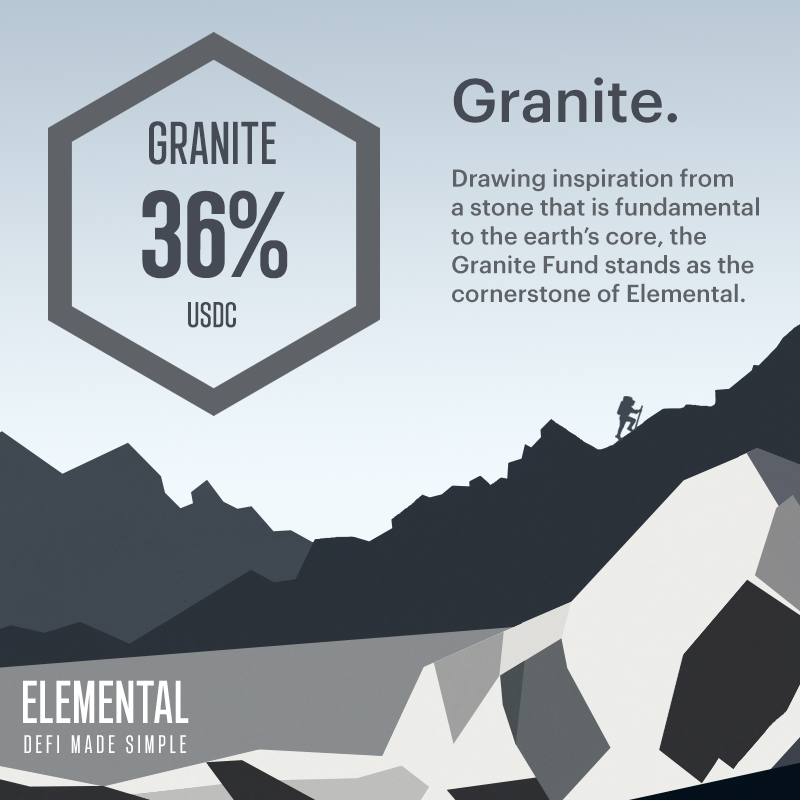 GRANITE
36%
USDC
Granite.
Drawing inspiration from
a stone that is fundamental
to the earth's core, the
Granite Fund stands as the
cornerstone of Elemental.
ELEMENTAL
DEFI MADE SIMPLE